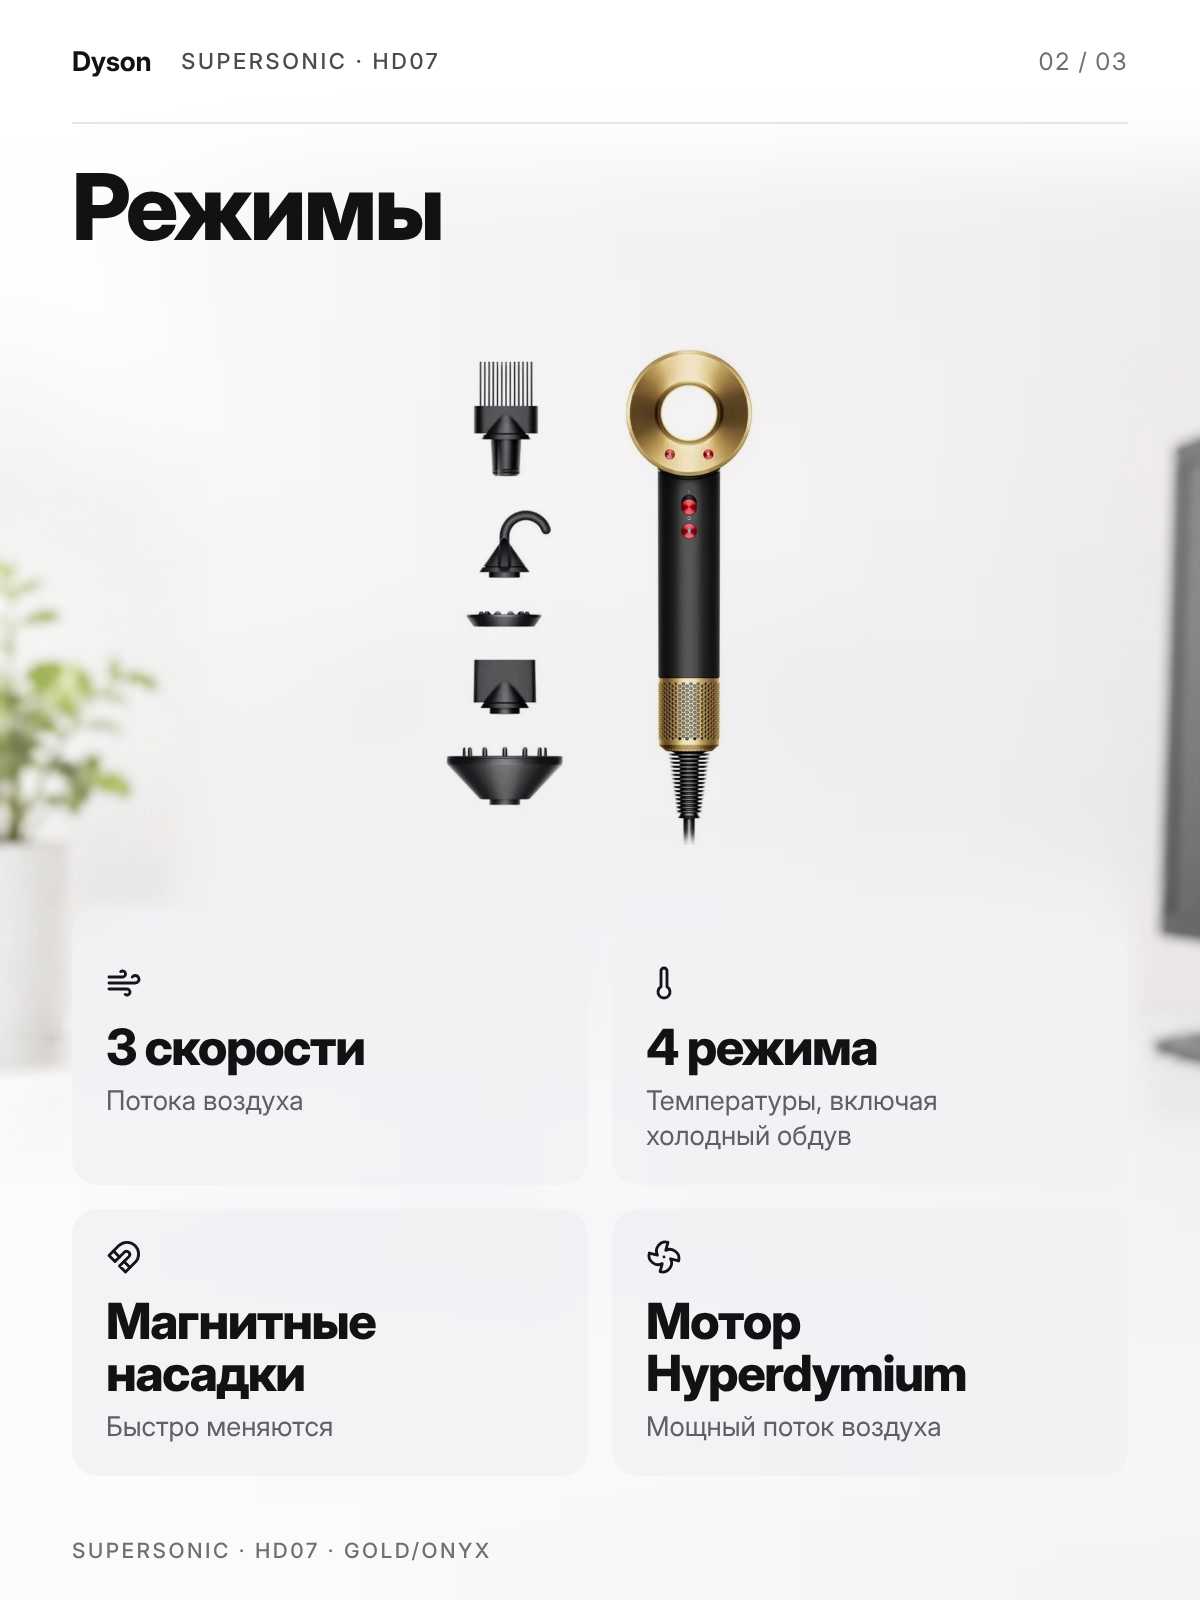 Dyson SUPERSONIC · HD07 02 / 03
Режимы
3 скорости
Потока воздуха
4 режима
Температуры, включая
холодный обдув
Магнитные
насадки
Быстро меняются
Мотор
Hyperdymium
Мощный поток воздуха
SUPERSONIC · HD07 · GOLD/ONYX